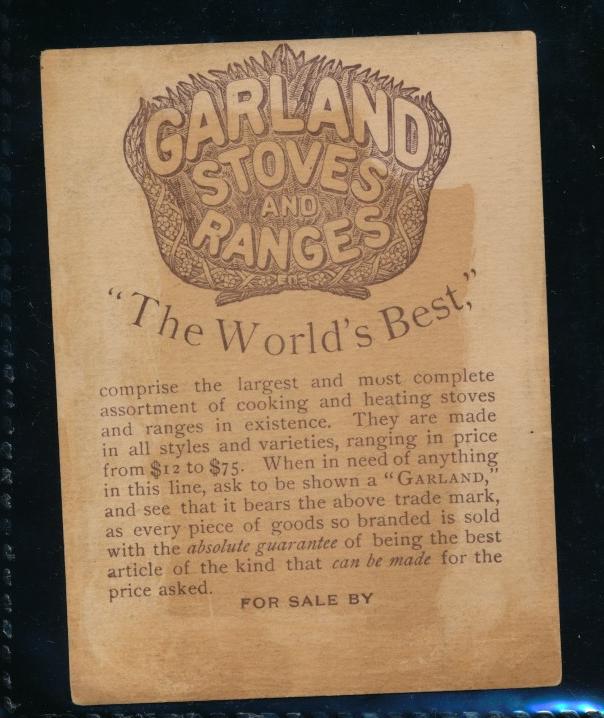 GARLAND
STOVES
AND
RANGES
"The World's Best,"
comprise the largest and most complete
assortment of cooking and heating stoves
and ranges in existence. They are made
in all styles and varieties, ranging in price
from $12 to $75. When in need of anything
in this line, ask to be shown a "GARLAND,"
and see that it bears the above trade mark,
as every piece of goods so branded is sold
with the absolute guarantee of being the best
article of the kind that can be made for the
price asked.
FOR SALE BY